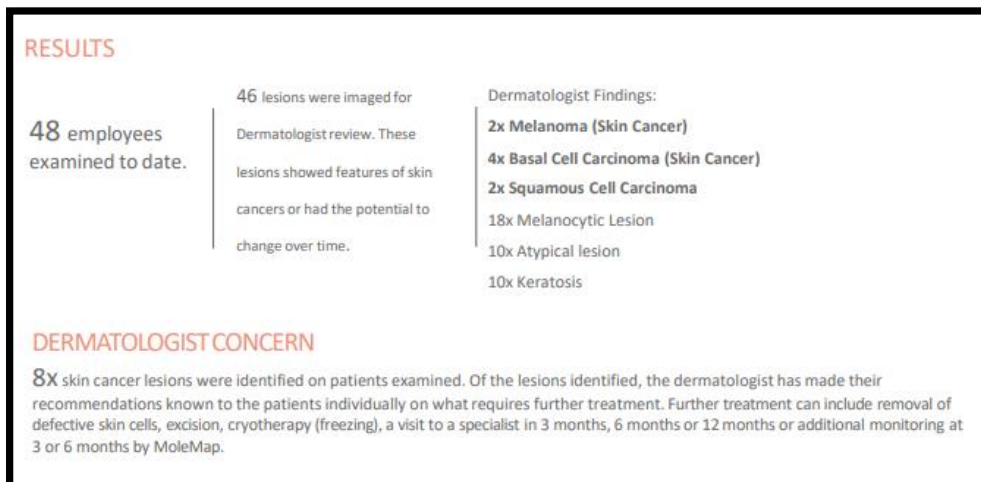 RESULTS
48 employees
examined to date.
46 lesions were imaged for
Dermatologist review. These
lesions showed features of skin
cancers or had the potential to
change over time.
Dermatologist Findings:
2x Melanoma (Skin Cancer)
4x Basal Cell Carcinoma (Skin Cancer)
2x Squamous Cell Carcinoma
18x Melanocytic Lesion
10x Atypical lesion
10x Keratosis
DERMATOLOGIST CONCERN
8x skin cancer lesions were identified on patients examined. Of the lesions identified, the dermatologist has made their
recommendations known to the patients individually on what requires further treatment. Further treatment can include removal of
defective skin cells, excision, cryotherapy (freezing), a visit to a specialist in 3 months, 6 months or 12 months or additional monitoring at
3 or 6 months by MoleMap.